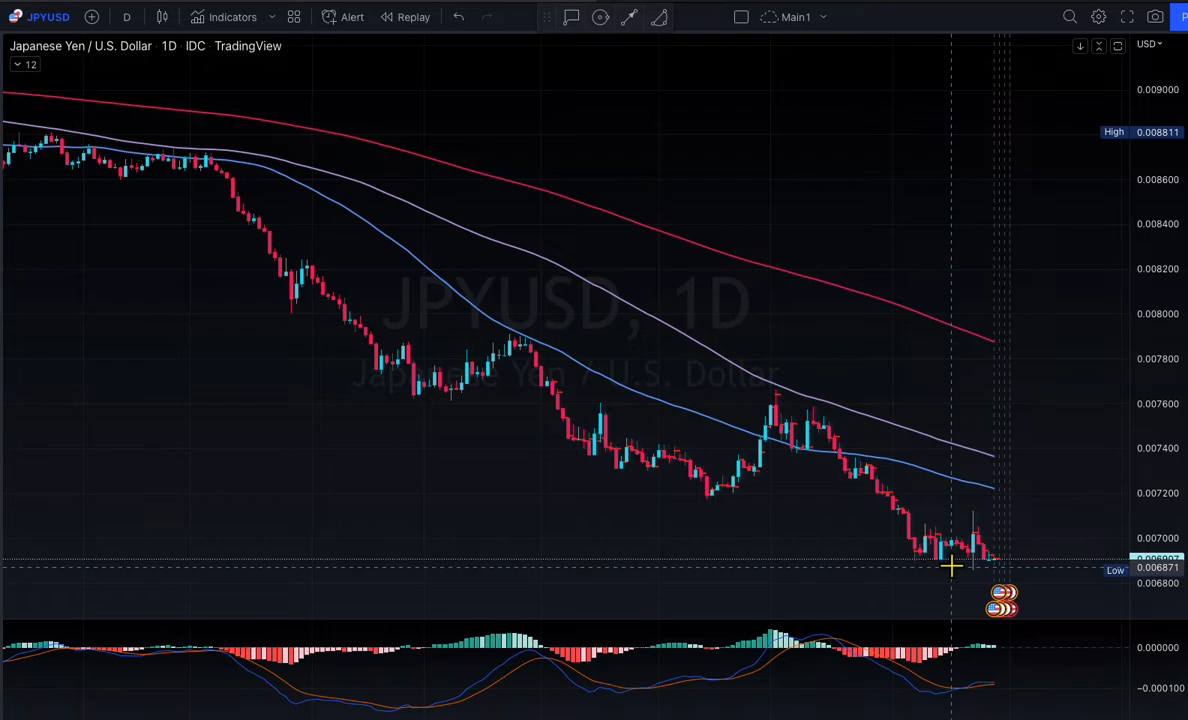 JPYUSD D Indicators Alert Replay Main1
Japanese Yen / U.S. Dollar · 1D · IDC · TradingView
USD
12
0.009000
High 0.008811
0.008600
0.008400
0.008200
JPYUSD, 1D
0.008000
0.007800
Japanese Yen / U.S. Dollar
0.007600
0.007400
0.007200
0.007000
Low 0.006871
0.006800
0.000000
−0.000100